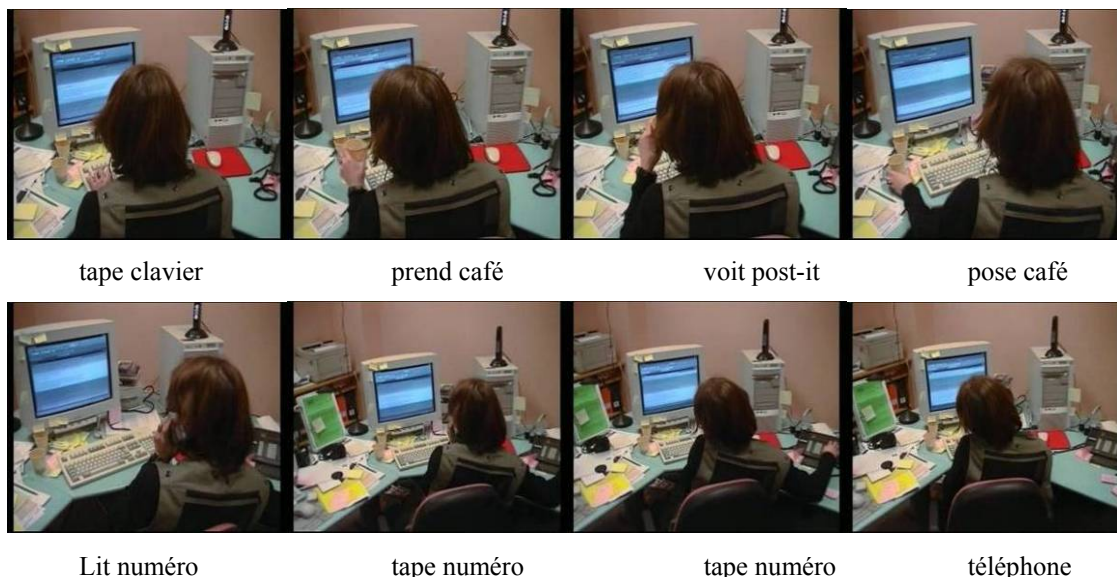 tape clavier prend café voit post-it pose café
Lit numéro tape numéro tape numéro téléphone